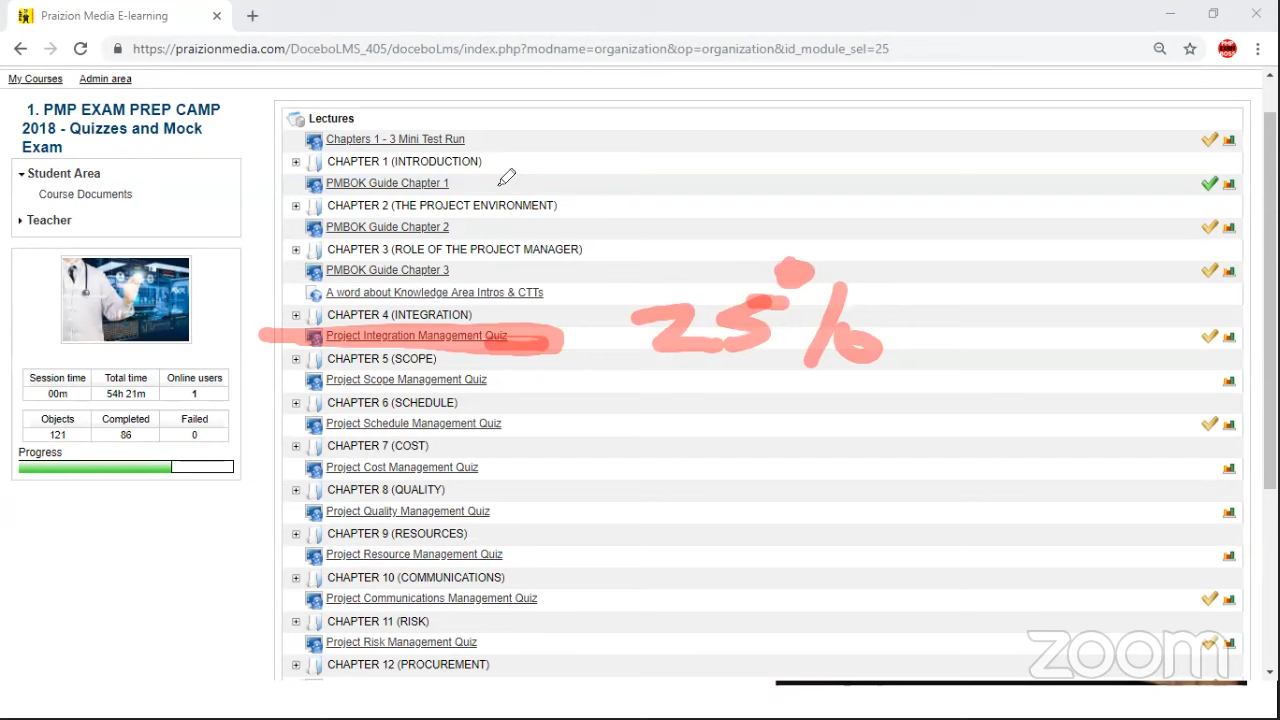 Praizion Media E-learning
https://praizionmedia.com/DoceboLMS_405/doceboLms/index.php?modname=organization&op=organization&id_module_sel=25
My Courses Admin area
1. PMP EXAM PREP CAMP
2018 - Quizzes and Mock
Exam
Student Area
Course Documents
Teacher
Session time Total time Online users
00m 54h 21m 1
Objects Completed Failed
121 86 0
Progress
Lectures
Chapters 1 - 3 Mini Test Run
CHAPTER 1 (INTRODUCTION)
PMBOK Guide Chapter 1
CHAPTER 2 (THE PROJECT ENVIRONMENT)
PMBOK Guide Chapter 2
CHAPTER 3 (ROLE OF THE PROJECT MANAGER)
PMBOK Guide Chapter 3
A word about Knowledge Area Intros & CTTs
CHAPTER 4 (INTEGRATION)
Project Integration Management Quiz
25%
CHAPTER 5 (SCOPE)
Project Scope Management Quiz
CHAPTER 6 (SCHEDULE)
Project Schedule Management Quiz
CHAPTER 7 (COST)
Project Cost Management Quiz
CHAPTER 8 (QUALITY)
Project Quality Management Quiz
CHAPTER 9 (RESOURCES)
Project Resource Management Quiz
CHAPTER 10 (COMMUNICATIONS)
Project Communications Management Quiz
CHAPTER 11 (RISK)
Project Risk Management Quiz
CHAPTER 12 (PROCUREMENT)
zoom